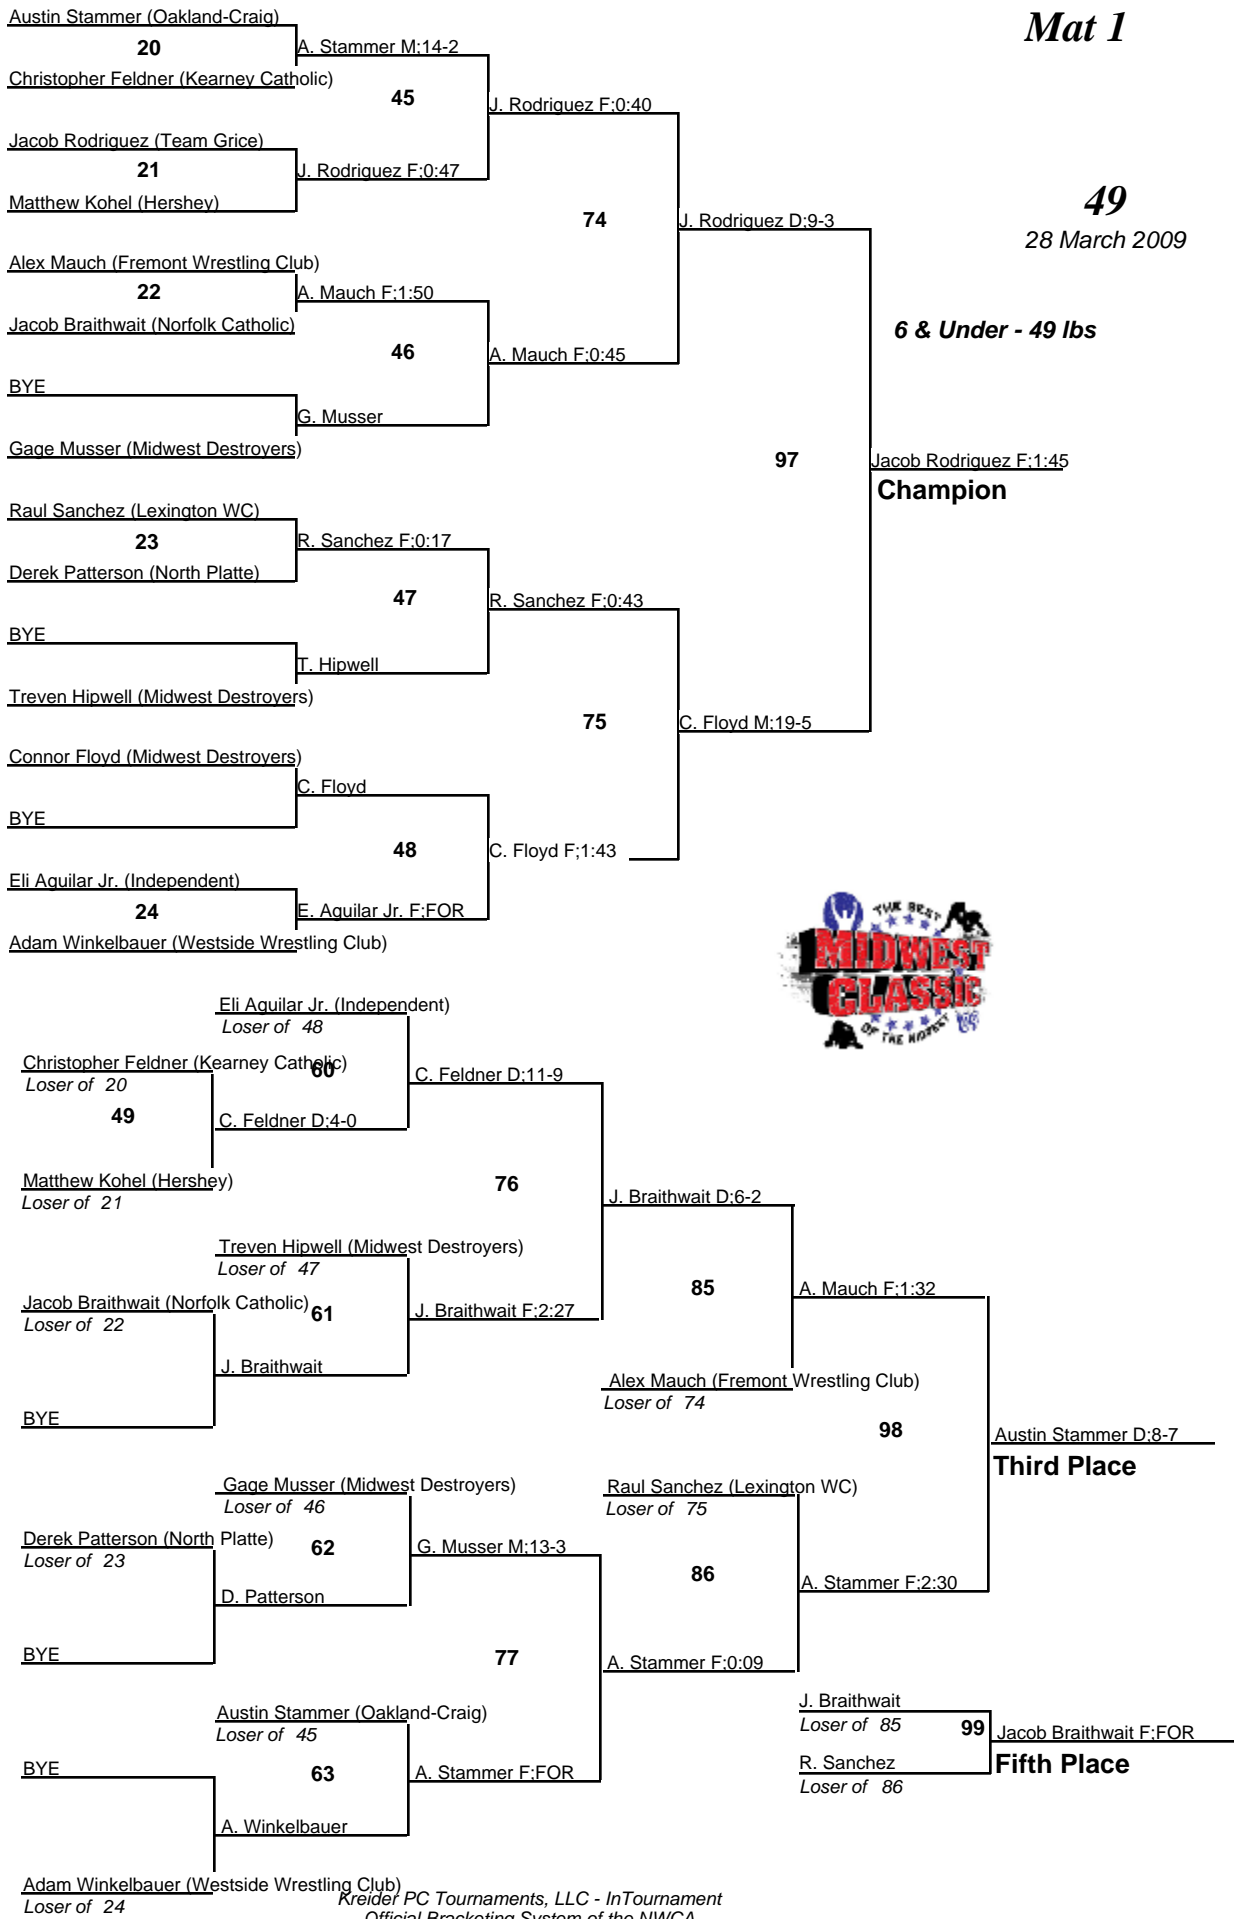 Mat 1
49
28 March 2009
6 & Under - 49 lbs
Austin Stammer (Oakland-Craig)
20
A. Stammer M;14-2
Christopher Feldner (Kearney Catholic)
45
J. Rodriguez F;0:40
Jacob Rodriguez (Team Grice)
21
J. Rodriguez F;0:47
Matthew Kohel (Hershey)
74
J. Rodriguez D;9-3
Alex Mauch (Fremont Wrestling Club)
22
A. Mauch F;1:50
Jacob Braithwait (Norfolk Catholic)
46
A. Mauch F;0:45
BYE
G. Musser
Gage Musser (Midwest Destroyers)
97
Jacob Rodriguez F;1:45
Champion
Raul Sanchez (Lexington WC)
23
R. Sanchez F;0:17
Derek Patterson (North Platte)
47
R. Sanchez F;0:43
BYE
T. Hipwell
Treven Hipwell (Midwest Destroyers)
75
C. Floyd M;19-5
Connor Floyd (Midwest Destroyers)
C. Floyd
BYE
48
C. Floyd F;1:43
Eli Aguilar Jr. (Independent)
24
E. Aguilar Jr. F;FOR
Adam Winkelbauer (Westside Wrestling Club)
THE BEST
MIDWEST
CLASSIC
OF THE MIDWEST
Eli Aguilar Jr. (Independent)
Loser of 48
Christopher Feldner (Kearney Catholic)
60
C. Feldner D;11-9
Loser of 20
49
C. Feldner D;4-0
Matthew Kohel (Hershey)
Loser of 21
76
J. Braithwait D;6-2
Treven Hipwell (Midwest Destroyers)
Loser of 47
Jacob Braithwait (Norfolk Catholic)
61
J. Braithwait F;2:27
Loser of 22
85
A. Mauch F;1:32
J. Braithwait
BYE
Alex Mauch (Fremont Wrestling Club)
Loser of 74
98
Austin Stammer D;8-7
Third Place
Gage Musser (Midwest Destroyers)
Loser of 46
Raul Sanchez (Lexington WC)
Loser of 75
Derek Patterson (North Platte)
Loser of 23
62
G. Musser M;13-3
86
A. Stammer F;2:30
D. Patterson
BYE
77
A. Stammer F;0:09
Austin Stammer (Oakland-Craig)
Loser of 45
J. Braithwait
Loser of 85
99
Jacob Braithwait F;FOR
Fifth Place
R. Sanchez
Loser of 86
BYE
63
A. Stammer F;FOR
A. Winkelbauer
Adam Winkelbauer (Westside Wrestling Club)
Loser of 24
Kreider PC Tournaments, LLC - InTournament
Official Bracketing System of the NWCA